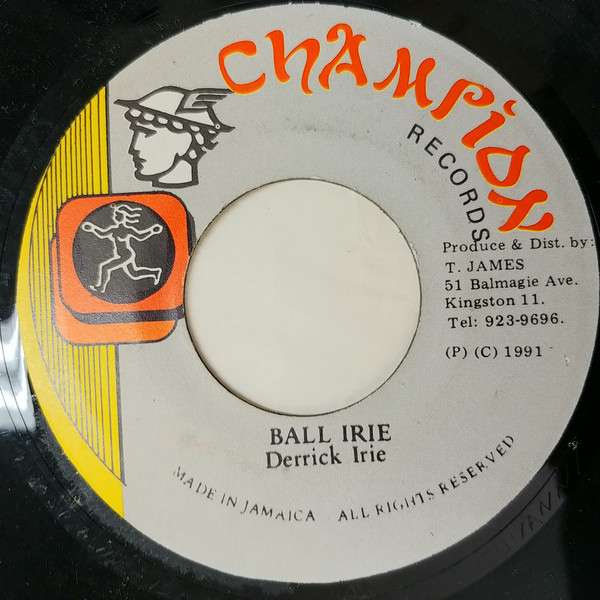 CHAMPION
RECORDS
Produce & Dist. by:
T. JAMES
51 Balmagie Ave.
Kingston 11.
Tel: 923-9696.
(P) (C) 1991
BALL IRIE
Derrick Irie
MADE IN JAMAICA ALL RIGHTS RESERVED